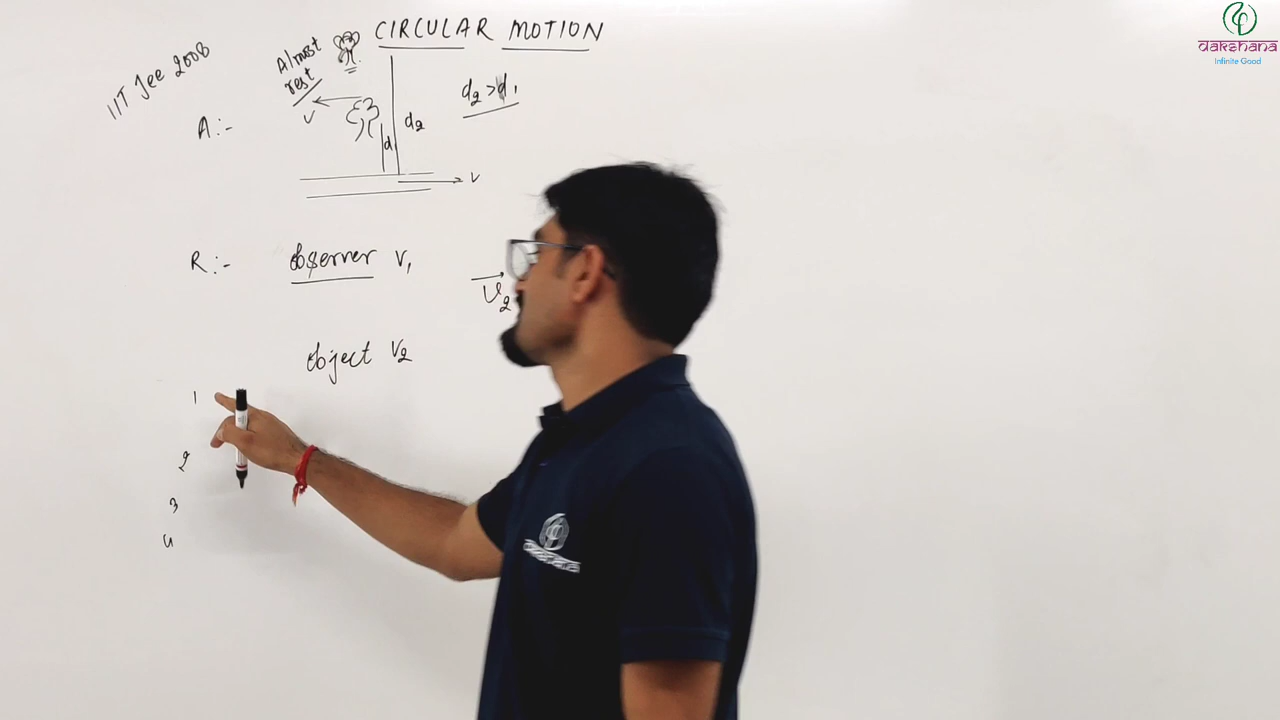 CIRCULAR MOTION
IIT Jee 2008
Almost
rest
d2 > d1
v
A :-
d2
d1
v
R :- observer v1
v2
object v2
1
2
3
4
dakshana
Infinite Good
dakshana